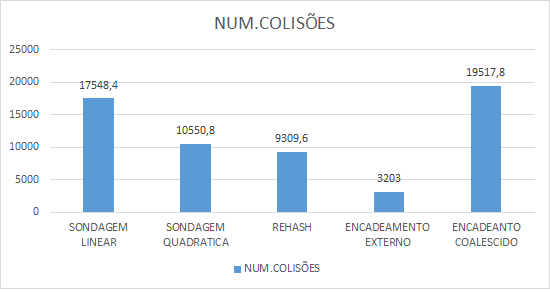 NUM.COLISÕES
25000
20000
15000
10000
5000
0
17548,4
10550,8
9309,6
3203
19517,8
SONDAGEM
LINEAR
SONDAGEM
QUADRATICA
REHASH
ENCADEAMENTO
EXTERNO
ENCADEANTO
COALESCIDO
NUM.COLISÕES